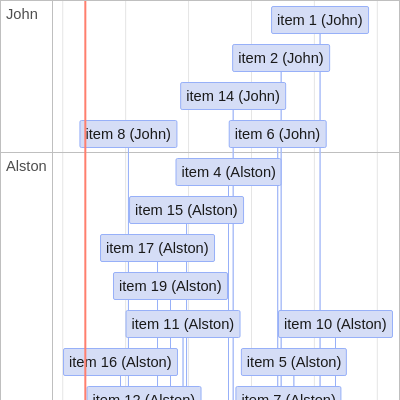 John
item 1 (John)
item 2 (John)
item 14 (John)
item 8 (John)
item 6 (John)
Alston
item 4 (Alston)
item 15 (Alston)
item 17 (Alston)
item 19 (Alston)
item 11 (Alston)
item 10 (Alston)
item 16 (Alston)
item 5 (Alston)
item 12 (Alston)
item 7 (Alston)